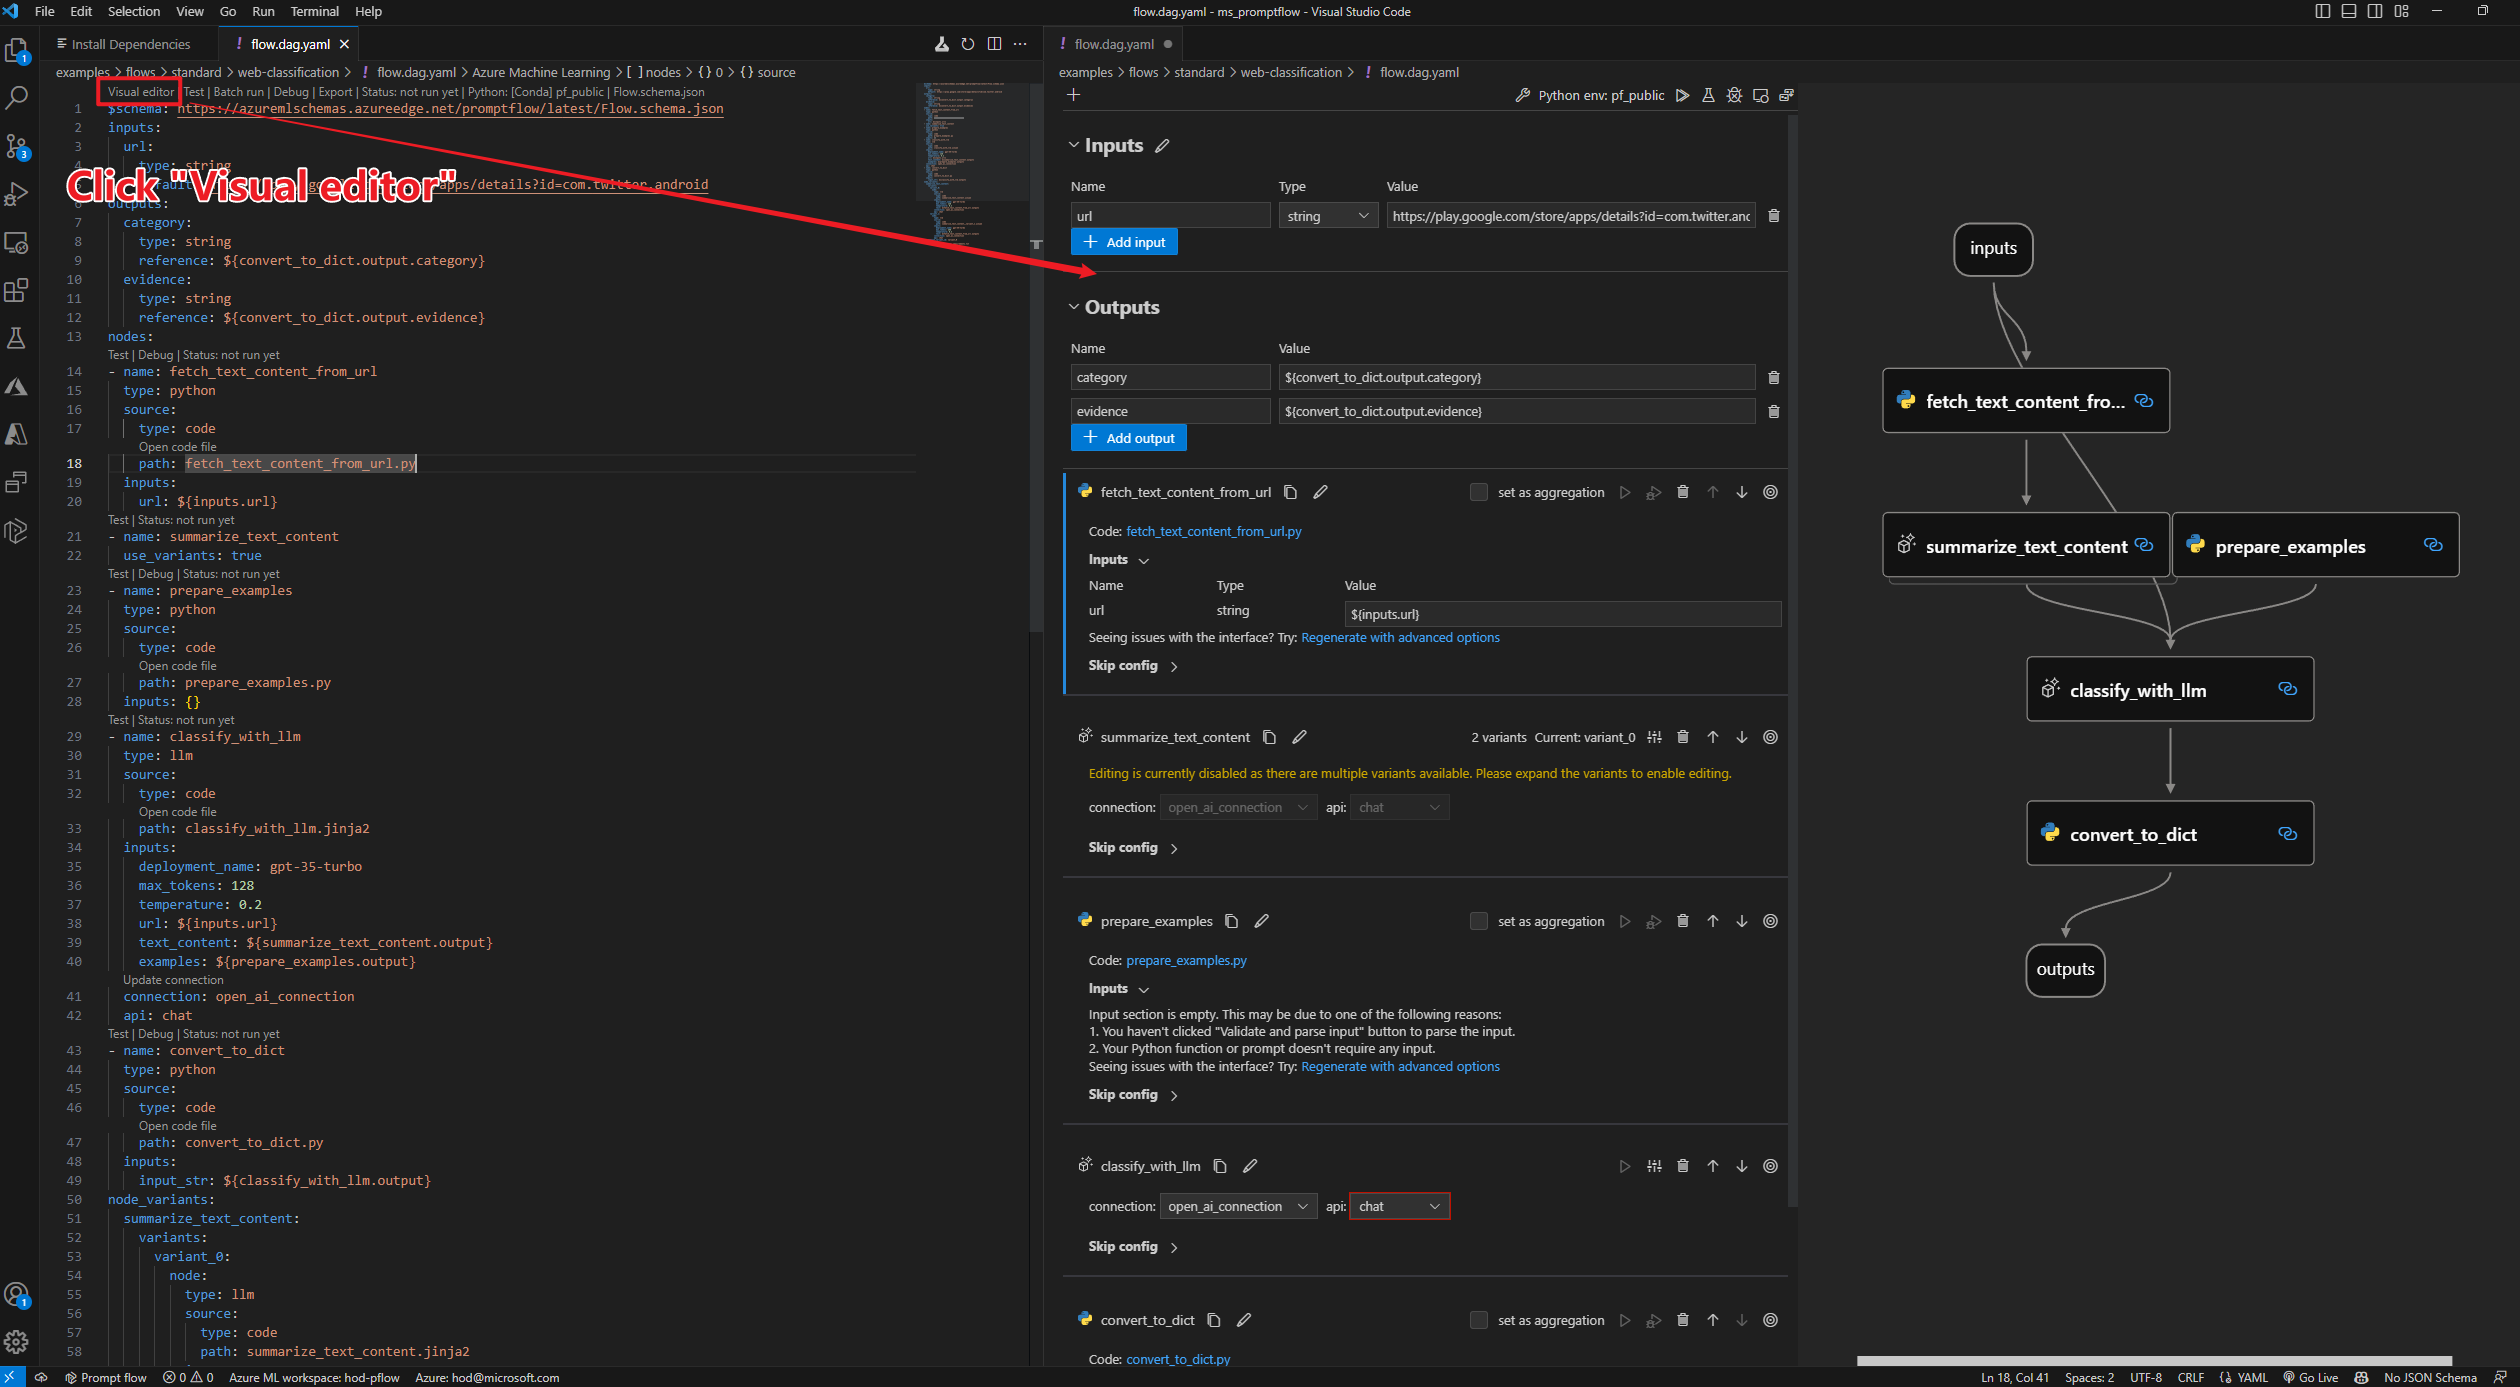 File Edit Selection View Go Run Terminal Help
flow.dag.yaml - ms_promptflow - Visual Studio Code
Install Dependencies
! flow.dag.yaml
examples > flows > standard > web-classification > ! flow.dag.yaml > Azure Machine Learning > [ ] nodes > {} 0 > {} source
Visual editor | Test | Batch run | Debug | Export | Status: not run yet | Python: [Conda] pf_public | Flow.schema.json
1 $schema: https://azuremlschemas.azureedge.net/promptflow/latest/Flow.schema.json
2 inputs:
3 url:
4 type: string
Click "Visual editor"
apps/details?id=com.twitter.android
6 outputs:
7 category:
8 type: string
9 reference: ${convert_to_dict.output.category}
10 evidence:
11 type: string
12 reference: ${convert_to_dict.output.evidence}
13 nodes:
Test | Debug | Status: not run yet
14 - name: fetch_text_content_from_url
15 type: python
16 source:
17 type: code
Open code file
18 path: fetch_text_content_from_url.py
19 inputs:
20 url: ${inputs.url}
Test | Status: not run yet
21 - name: summarize_text_content
22 use_variants: true
Test | Debug | Status: not run yet
23 - name: prepare_examples
24 type: python
25 source:
26 type: code
Open code file
27 path: prepare_examples.py
28 inputs: {}
Test | Status: not run yet
29 - name: classify_with_llm
30 type: llm
31 source:
32 type: code
Open code file
33 path: classify_with_llm.jinja2
34 inputs:
35 deployment_name: gpt-35-turbo
36 max_tokens: 128
37 temperature: 0.2
38 url: ${inputs.url}
39 text_content: ${summarize_text_content.output}
40 examples: ${prepare_examples.output}
Update connection
41 connection: open_ai_connection
42 api: chat
Test | Debug | Status: not run yet
43 - name: convert_to_dict
44 type: python
45 source:
46 type: code
Open code file
47 path: convert_to_dict.py
48 inputs:
49 input_str: ${classify_with_llm.output}
50 node_variants:
51 summarize_text_content:
52 variants:
53 variant_0:
54 node:
55 type: llm
56 source:
57 type: code
58 path: summarize_text_content.jinja2
! flow.dag.yaml
examples > flows > standard > web-classification > ! flow.dag.yaml
Python env: pf_public
Inputs
Name Type Value
url string https://play.google.com/store/apps/details?id=com.twitter.anc
Add input
Outputs
Name Value
category ${convert_to_dict.output.category}
evidence ${convert_to_dict.output.evidence}
Add output
fetch_text_content_from_url set as aggregation
Code: fetch_text_content_from_url.py
Inputs
Name Type Value
url string ${inputs.url}
Seeing issues with the interface? Try: Regenerate with advanced options
Skip config
summarize_text_content 2 variants Current: variant_0
Editing is currently disabled as there are multiple variants available. Please expand the variants to enable editing.
connection: open_ai_connection api: chat
Skip config
prepare_examples set as aggregation
Code: prepare_examples.py
Inputs
Input section is empty. This may be due to one of the following reasons:
1. You haven't clicked "Validate and parse input" button to parse the input.
2. Your Python function or prompt doesn't require any input.
Seeing issues with the interface? Try: Regenerate with advanced options
Skip config
classify_with_llm
connection: open_ai_connection api: chat
Skip config
convert_to_dict set as aggregation
Code: convert_to_dict.py
inputs
fetch_text_content_fro...
summarize_text_content
prepare_examples
classify_with_llm
convert_to_dict
outputs
1
3
1
Prompt flow 0 0 Azure ML workspace: hod-pflow Azure: hod@microsoft.com
Ln 18, Col 41 Spaces: 2 UTF-8 CRLF YAML Go Live No JSON Schema